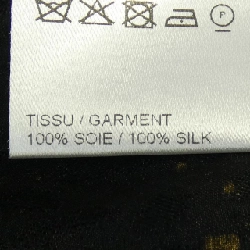 P
TISSU / GARMENT
100% SOIE / 100% SILK